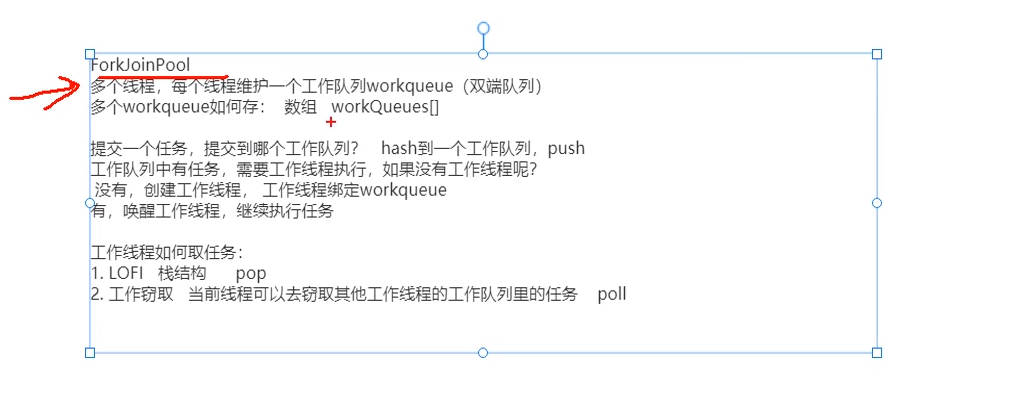 ForkJoinPool
多个线程，每个线程维护一个工作队列workqueue（双端队列）
多个workqueue如何存： 数组 workQueues[]
提交一个任务，提交到哪个工作队列？ hash到一个工作队列，push
工作队列中有任务，需要工作线程执行，如果没有工作线程呢？
没有，创建工作线程， 工作线程绑定workqueue
有，唤醒工作线程，继续执行任务
工作线程如何取任务：
1. LOFI 栈结构 pop
2. 工作窃取 当前线程可以去窃取其他工作线程的工作队列里的任务 poll